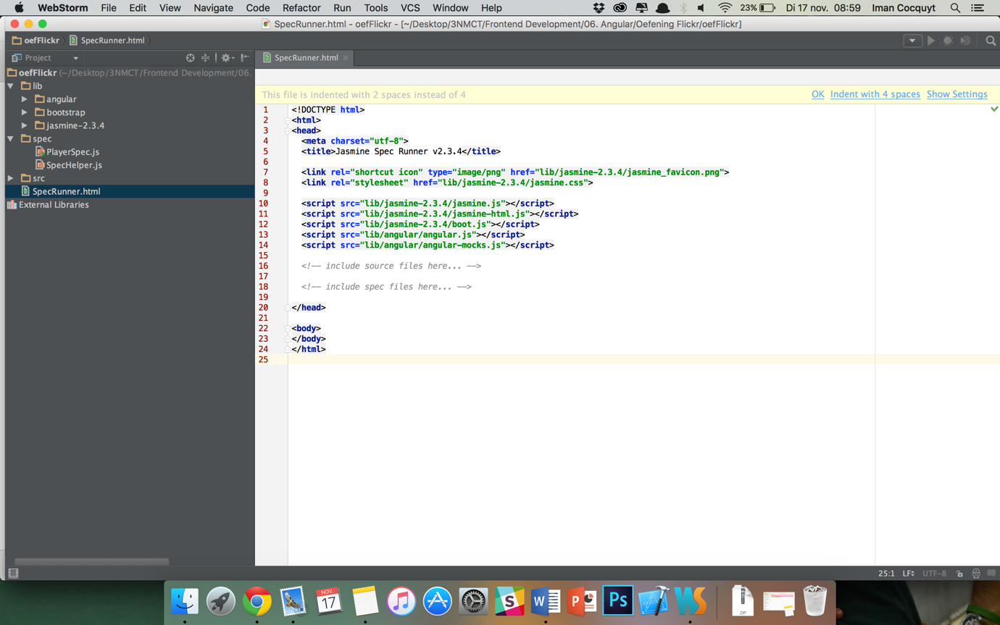 WebStorm File Edit View Navigate Code Refactor Run Tools VCS Window Help 23% Di 17 nov. 08:59 Iman Cocquyt
SpecRunner.html - oefFlickr - [~/Desktop/3NMCT/Frontend Development/06. Angular/Oefening Flickr/oefFlickr]
oefFlickr SpecRunner.html
Project
SpecRunner.html
oefFlickr (~/Desktop/3NMCT/Frontend Development/06.
lib
angular
bootstrap
jasmine-2.3.4
spec
PlayerSpec.js
SpecHelper.js
src
SpecRunner.html
External Libraries
This file is indented with 2 spaces instead of 4 OK Indent with 4 spaces Show Settings
1 <!DOCTYPE html>
2 <html>
3 <head>
4 <meta charset="utf-8">
5 <title>Jasmine Spec Runner v2.3.4</title>
6
7 <link rel="shortcut icon" type="image/png" href="lib/jasmine-2.3.4/jasmine_favicon.png">
8 <link rel="stylesheet" href="lib/jasmine-2.3.4/jasmine.css">
9
10 <script src="lib/jasmine-2.3.4/jasmine.js"></script>
11 <script src="lib/jasmine-2.3.4/jasmine-html.js"></script>
12 <script src="lib/jasmine-2.3.4/boot.js"></script>
13 <script src="lib/angular/angular.js"></script>
14 <script src="lib/angular/angular-mocks.js"></script>
15
16 <!-- include source files here... -->
17
18 <!-- include spec files here... -->
19
20 </head>
21
22 <body>
23 </body>
24 </html>
25
25:1 LF UTF-8
NOV.
17
S
W
P
Ps
WS
ZIP